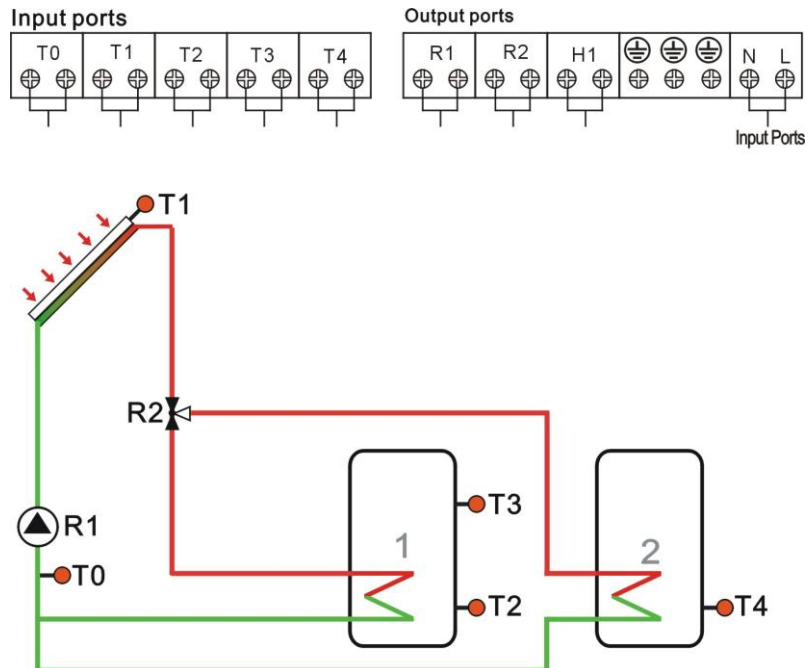 Input ports
Output ports
T0 T1 T2 T3 T4
R1 R2 H1 N L
Input Ports
T1
R2
T3
R1
1
2
T0
T2
T4